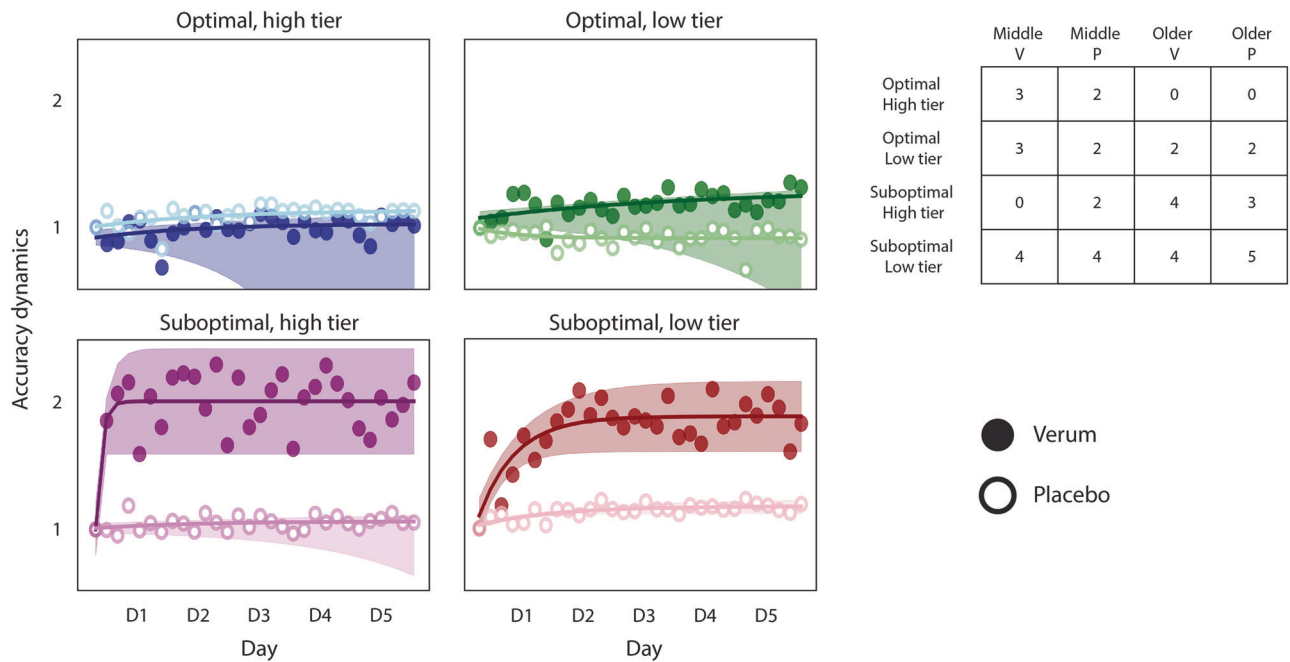 Optimal, high tier
Optimal, low tier
2
1
Suboptimal, high tier
Suboptimal, low tier
2
1
Accuracy dynamics
D1 D2 D3 D4 D5
D1 D2 D3 D4 D5
Day
Day
Middle V
Middle P
Older V
Older P
Optimal High tier 3 2 0 0
Optimal Low tier 3 2 2 2
Suboptimal High tier 0 2 4 3
Suboptimal Low tier 4 4 4 5
Verum
Placebo